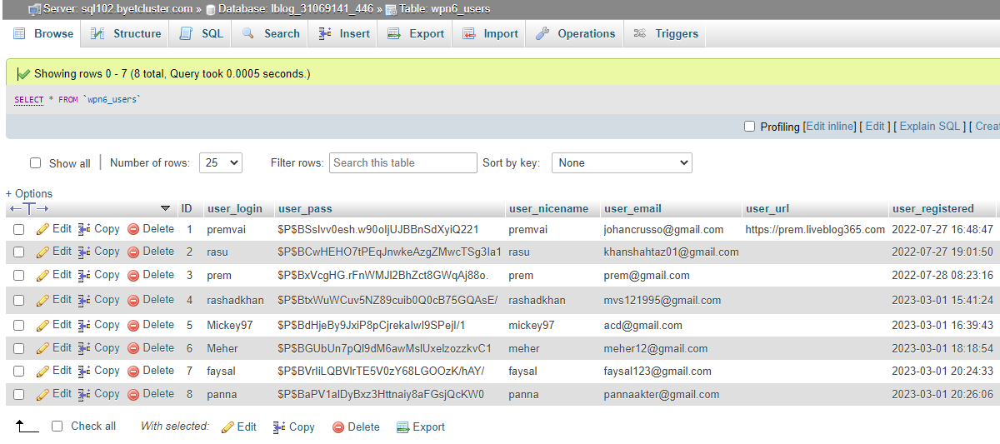 Server: sql102.byetcluster.com » Database: lblog_31069141_446 » Table: wpn6_users
Browse Structure SQL Search Insert Export Import Operations Triggers
Showing rows 0 - 7 (8 total, Query took 0.0005 seconds.)
SELECT * FROM `wpn6_users`
Profiling [Edit inline] [ Edit ] [ Explain SQL ] [ Creat
Show all | Number of rows: 25 Filter rows: Search this table Sort by key: None
+ Options
←T→ ID user_login user_pass user_nicename user_email user_url user_registered
Edit Copy Delete 1 premvai $P$BSsIvv0esh.w90oIjUJBBnSdXyiQ221 premvai johancrusso@gmail.com https://prem.liveblog365.com 2022-07-27 16:48:47
Edit Copy Delete 2 rasu $P$BCwHEHO7tPEqJnwkeAzgZMwcTSg3Ia1 rasu khanshahtaz01@gmail.com 2022-07-27 19:01:50
Edit Copy Delete 3 prem $P$BxVcgHG.rFnWMJl2BhZct8GWqAj88o. prem prem@gmail.com 2022-07-28 08:23:16
Edit Copy Delete 4 rashadkhan $P$BtxWuWCuv5NZ89cuib0Q0cB75GQAsE/ rashadkhan mvs121995@gmail.com 2023-03-01 15:41:24
Edit Copy Delete 5 Mickey97 $P$BdHjeBy9JxiP8pCjrekaIwI9SPejI/1 mickey97 acd@gmail.com 2023-03-01 16:39:43
Edit Copy Delete 6 Meher $P$BGUbUn7pQI9dM6awMsIUxelzozzkvC1 meher meher12@gmail.com 2023-03-01 18:18:54
Edit Copy Delete 7 faysal $P$BVrIiLQBVIrTE5V0zY68LGOOzK/hAY/ faysal faysal123@gmail.com 2023-03-01 20:24:33
Edit Copy Delete 8 panna $P$BaPV1aIDyBxz3Httnaiy8aFGsjQcKW0 panna pannaakter@gmail.com 2023-03-01 20:26:06
Check all With selected: Edit Copy Delete Export